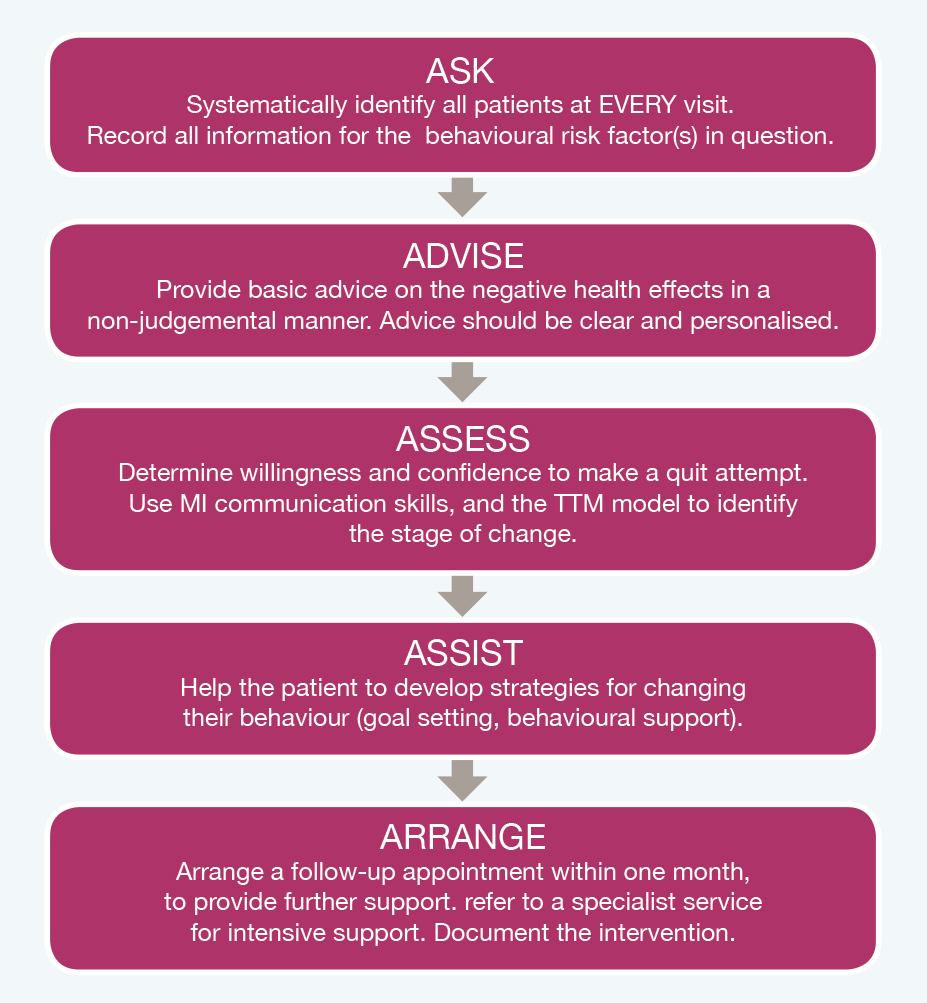 ASK
Systematically identify all patients at EVERY visit.
Record all information for the  behavioural risk factor(s) in question.
ADVISE
Provide basic advice on the negative health effects in a
non-judgemental manner. Advice should be clear and personalised.
ASSESS
Determine willingness and confidence to make a quit attempt.
Use MI communication skills, and the TTM model to identify
the stage of change.
ASSIST
Help the patient to develop strategies for changing
their behaviour (goal setting, behavioural support).
ARRANGE
Arrange a follow-up appointment within one month,
to provide further support. refer to a specialist service
for intensive support. Document the intervention.